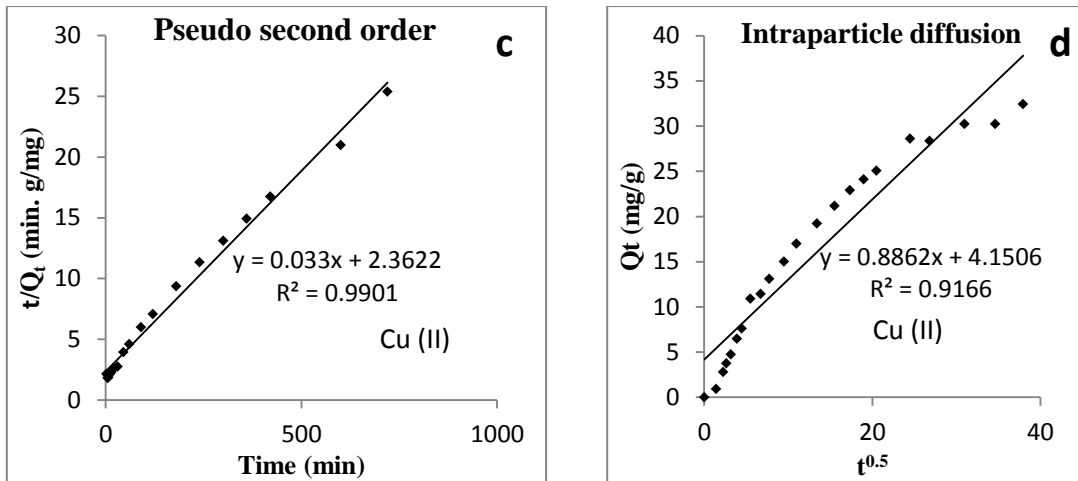 Pseudo second order
c
30
25
20
15
10
5
0
t/Qt (min. g/mg)
y = 0.033x + 2.3622
R² = 0.9901
Cu (II)
0
500
1000
Time (min)
Intraparticle diffusion
d
40
35
30
25
20
15
10
5
0
Qt (mg/g)
y = 0.8862x + 4.1506
R² = 0.9166
Cu (II)
0
20
40
t^0.5